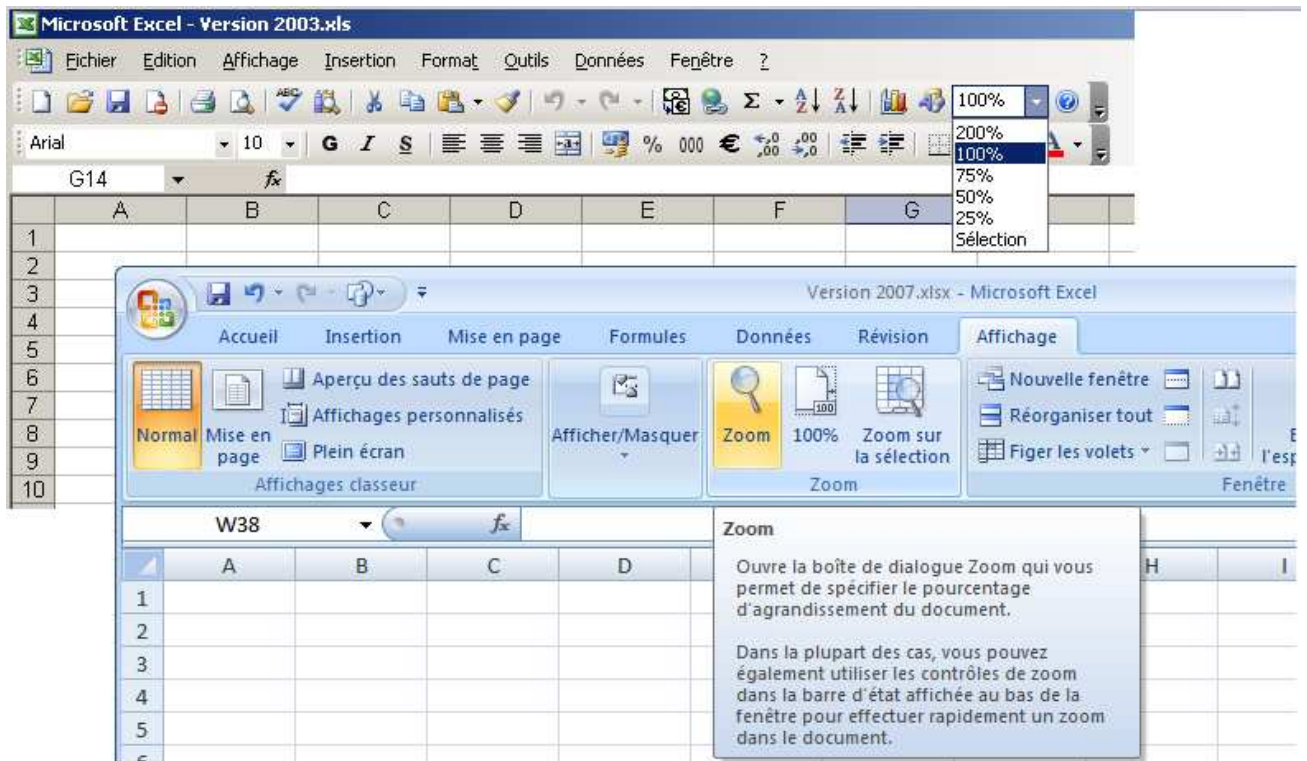 Microsoft Excel - Version 2003.xls
Fichier Edition Affichage Insertion Format Outils Données Fenêtre ?
ABC Σ A Z Z A 100%
Arial 10 G I S % 000 € ,0 ,00 ,00 ,0 A
200%
100%
75%
50%
25%
Sélection
G14 fx
A B C D E F G
1
2
3
4
5
6
7
8
9
10
Version 2007.xlsx - Microsoft Excel
Accueil Insertion Mise en page Formules Données Révision Affichage
Normal
Mise en page
Aperçu des sauts de page
Affichages personnalisés
Plein écran
Affichages classeur
Afficher/Masquer
Zoom
100
100%
Zoom sur la sélection
Zoom
Nouvelle fenêtre
Réorganiser tout
Figer les volets
Fenêtre
W38 fx
A B C D H I
1
2
3
4
5
Zoom
Ouvre la boîte de dialogue Zoom qui vous
permet de spécifier le pourcentage
d'agrandissement du document.
Dans la plupart des cas, vous pouvez
également utiliser les contrôles de zoom
dans la barre d'état affichée au bas de la
fenêtre pour effectuer rapidement un zoom
dans le document.